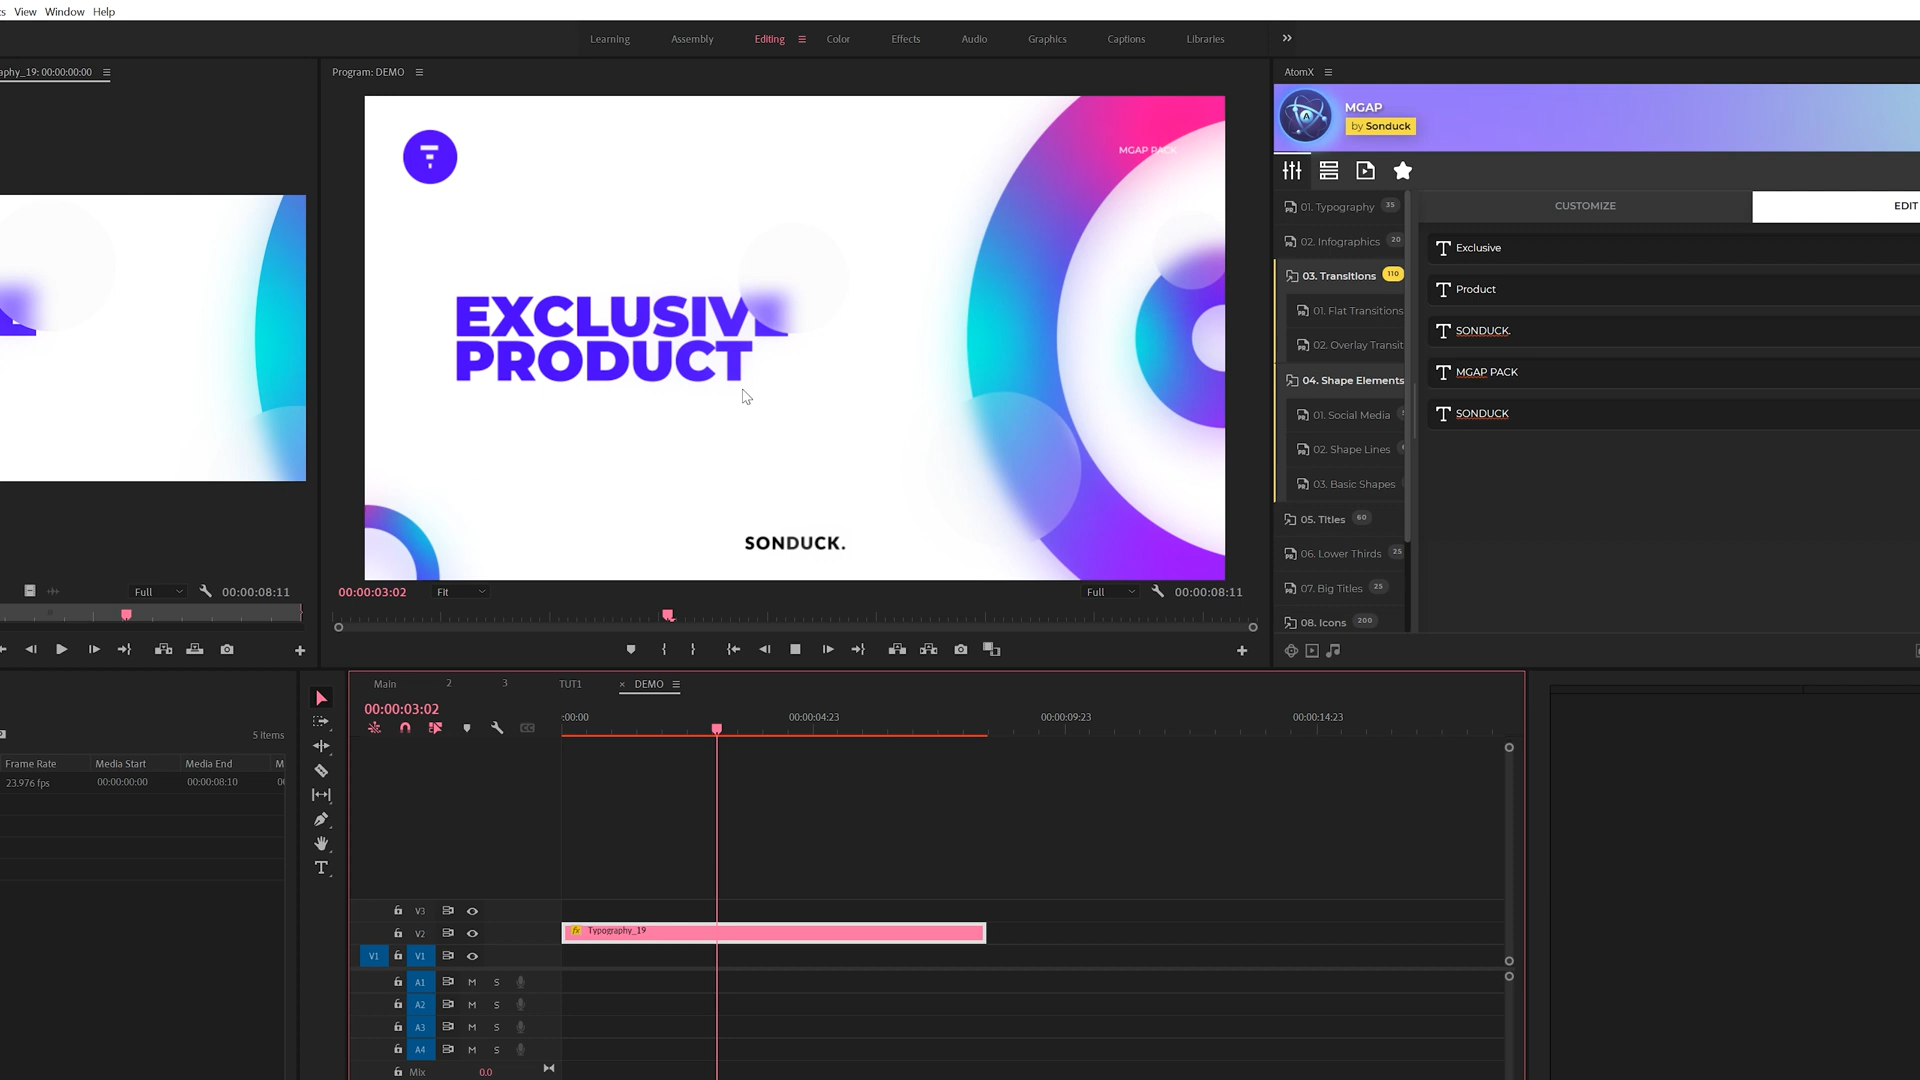 View Window Help
Learning Assembly Editing Color Effects Audio Graphics Captions Libraries
aphy_19: 00:00:00:00
Program: DEMO
AtomX
MGAP
by Sonduck
MGAP PACK
EXCLUSIVE
PRODUCT
SONDUCK.
01. Typography 35
02. Infographics 20
03. Transitions 110
01. Flat Transitions
02. Overlay Transit
04. Shape Elements
01. Social Media
02. Shape Lines
03. Basic Shapes
05. Titles 60
06. Lower Thirds 25
07. Big Titles 25
08. Icons 200
CUSTOMIZE EDIT
Exclusive
Product
SONDUCK.
MGAP PACK
SONDUCK
Full 00:00:08:11
00:00:03:02 Fit Full 00:00:08:11
Main 2 3 TUT1 × DEMO
00:00:03:02
:00:00 00:00:04:23 00:00:09:23 00:00:14:23
5 items
Frame Rate Media Start Media End M
23.976 fps 00:00:00:00 00:00:08:10
V3
V2 Typography_19
V1 V1
A1 M S
A2 M S
A3 M S
A4 M S
Mix 0.0